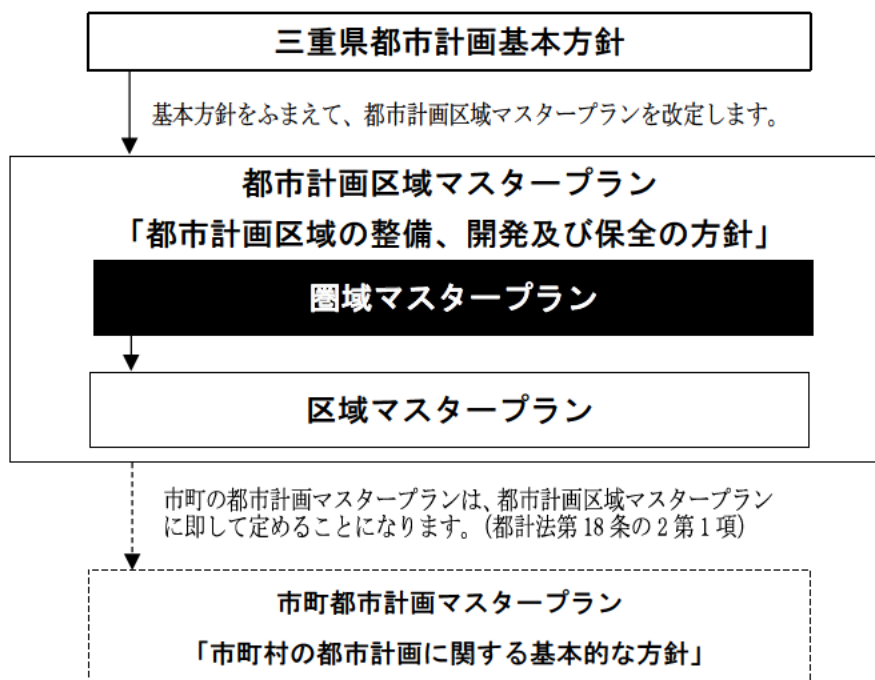 三重県都市計画基本方針
基本方針をふまえて、都市計画区域マスタープランを改定します。
都市計画区域マスタープラン
「都市計画区域の整備、開発及び保全の方針」
圏域マスタープラン
区域マスタープラン
市町の都市計画マスタープランは、都市計画区域マスタープラン
に即して定めることになります。(都計法第 18 条の 2 第 1 項)
市町都市計画マスタープラン
「市町村の都市計画に関する基本的な方針」